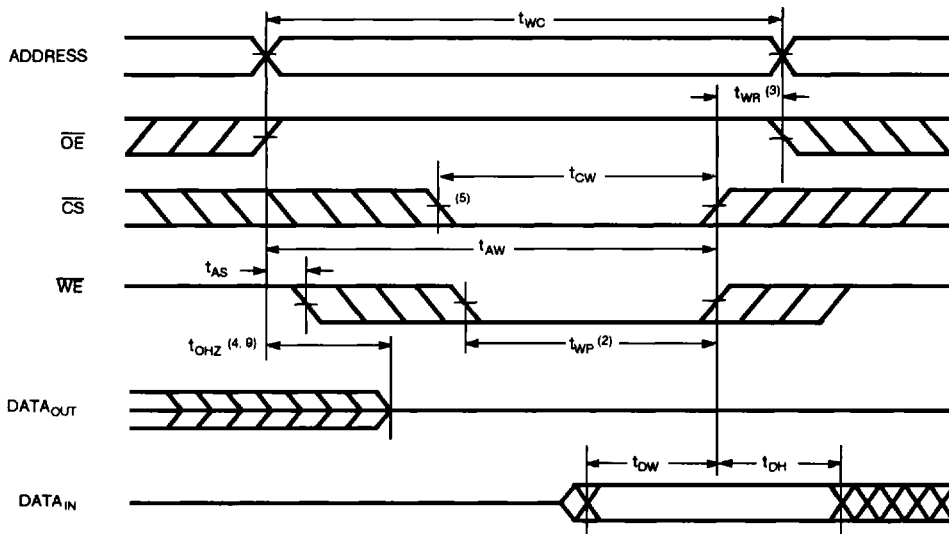 tWC
ADDRESS
tWR (3)
OE
tCW
CS
(5)
tAW
tAS
WE
tOHZ (4, 9)
tWP (2)
DATAOUT
tDW
tDH
DATAIN